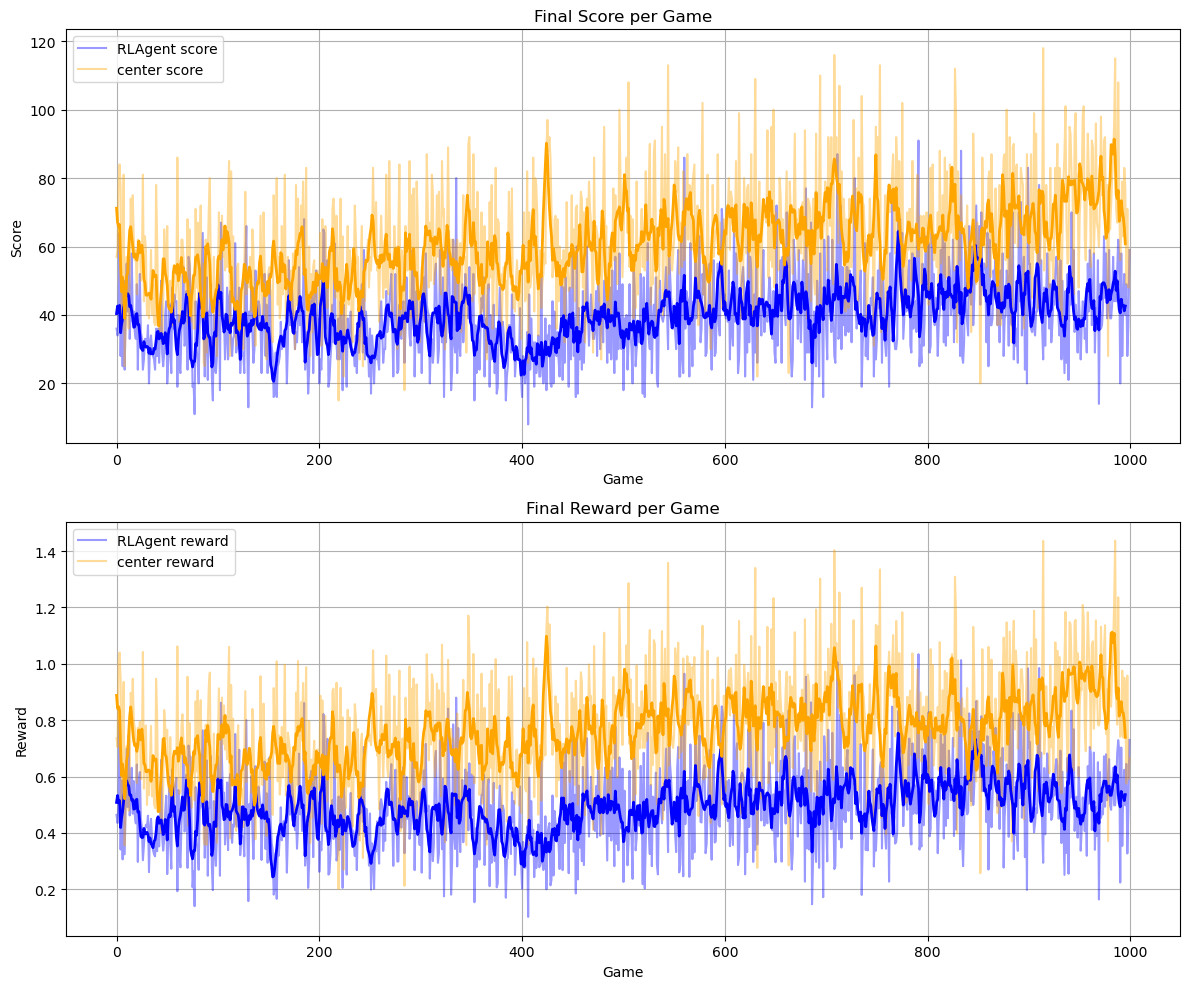 Final Score per Game
RLAgent score
center score
120
100
80
60
40
20
Score
0
200
400
600
800
1000
Game
Final Reward per Game
RLAgent reward
center reward
1.4
1.2
1.0
0.8
0.6
0.4
0.2
Reward
0
200
400
600
800
1000
Game